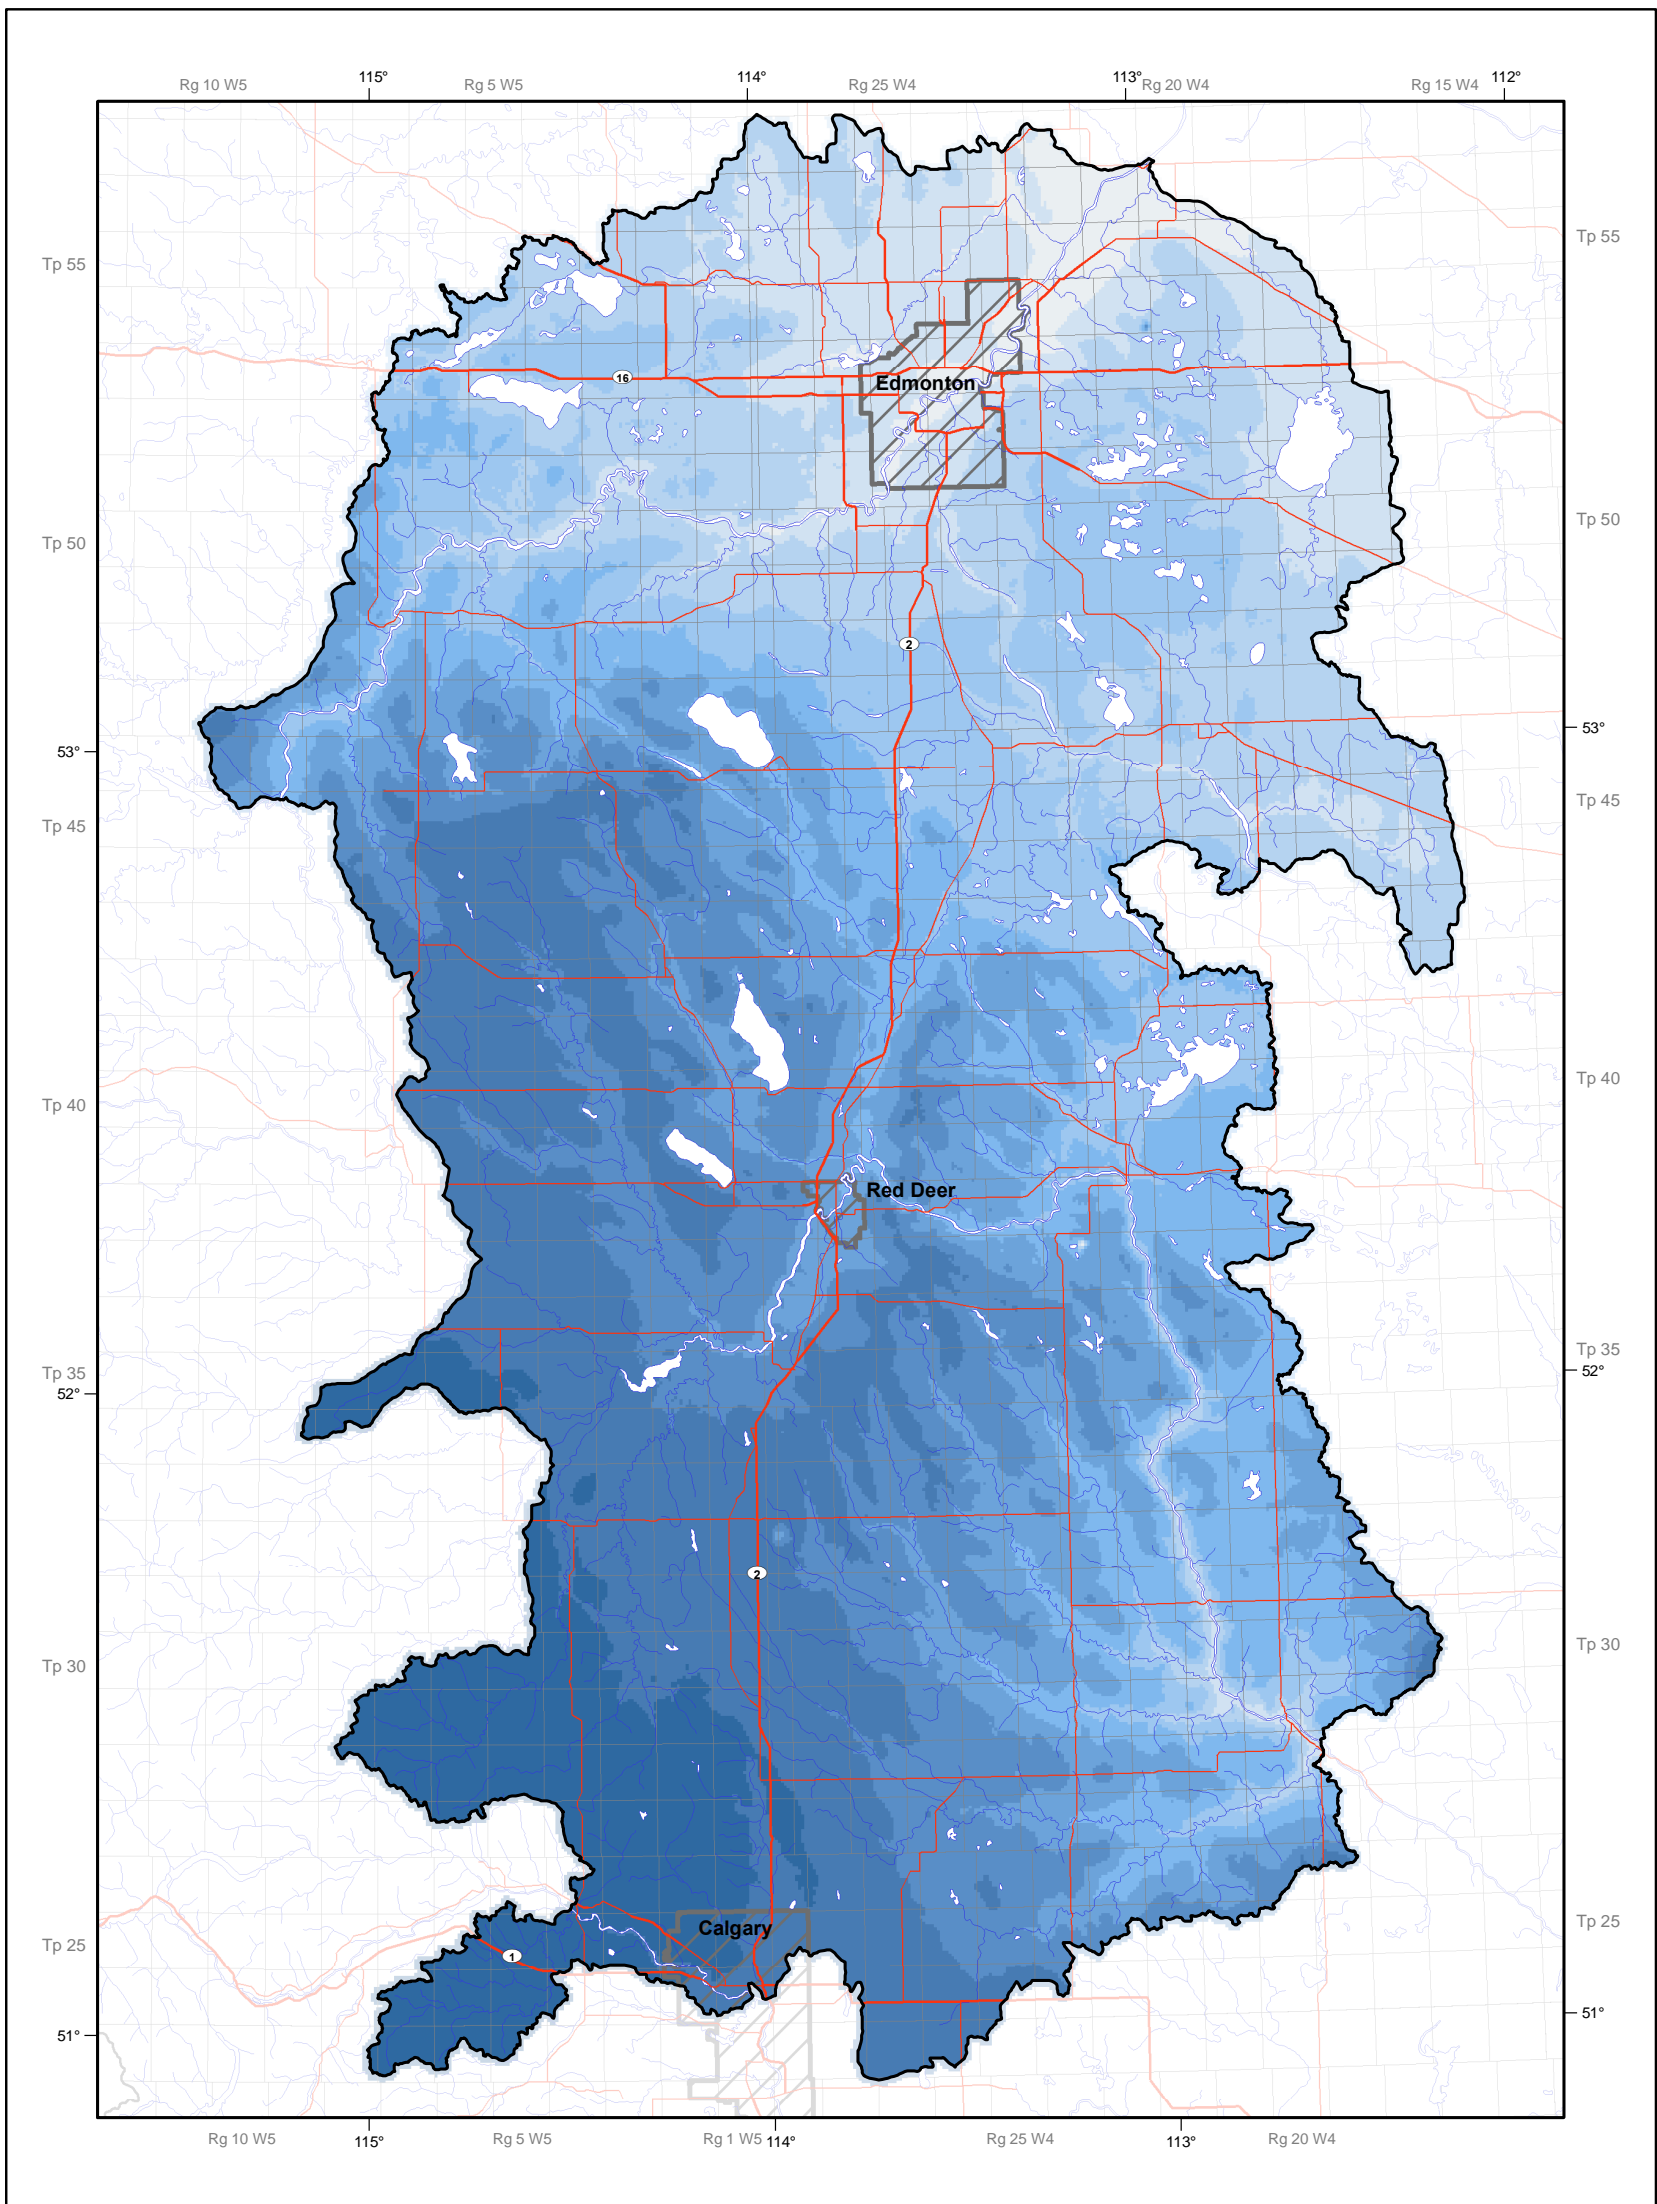 115° 114° 113° 112°
Rg 10 W5 Rg 5 W5 Rg 25 W4 Rg 20 W4 Rg 15 W4
Tp 55 Tp 55
16
Edmonton
Tp 50 Tp 50
2
53° 53°
Tp 45 Tp 45
Tp 40 Tp 40
Red Deer
Tp 35 Tp 35
52° 52°
2
Tp 30 Tp 30
Calgary
Tp 25 Tp 25
1
51° 51°
Rg 10 W5 115° Rg 5 W5 Rg 1 W5 114° Rg 25 W4 113° Rg 20 W4